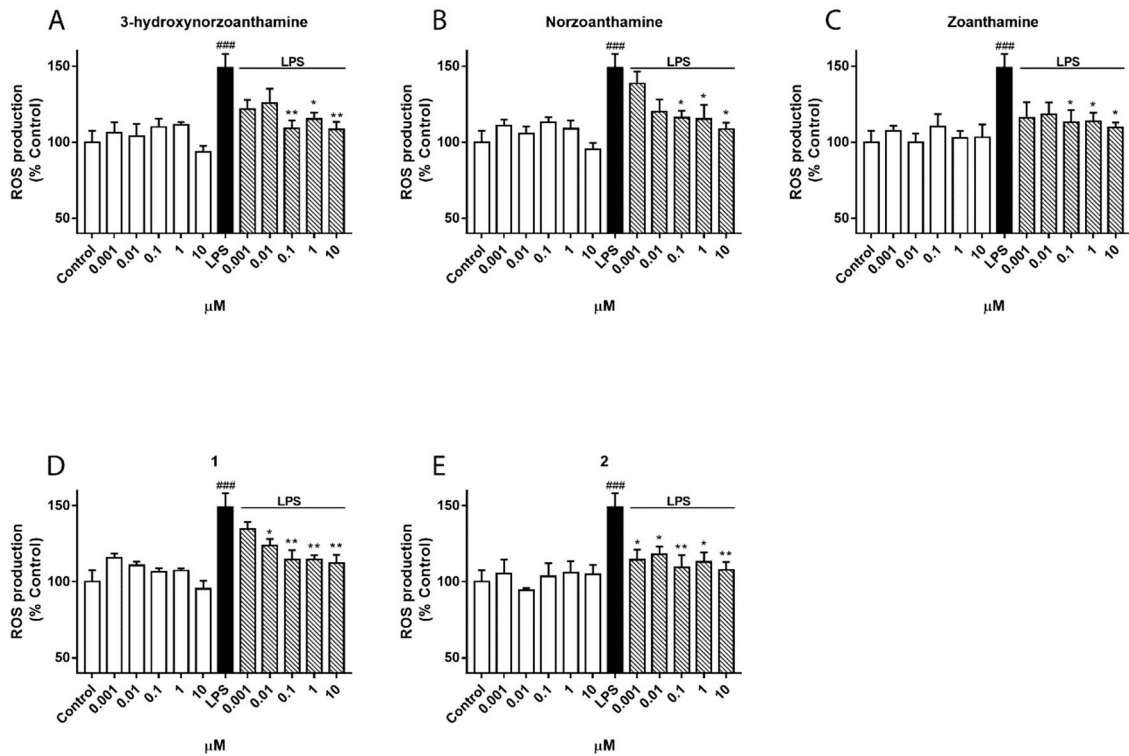 A
3-hydroxynorzoanthamine
###
LPS
150
100
50
ROS production
(% Control)
** * **
Control 0.001 0.01 0.1 1 10 LPS 0.001 0.01 0.1 1 10
µM
B
Norzoanthamine
###
LPS
150
100
50
ROS production
(% Control)
* * *
Control 0.001 0.01 0.1 1 10 LPS 0.001 0.01 0.1 1 10
µM
C
Zoanthamine
###
LPS
150
100
50
ROS production
(% Control)
* * *
Control 0.001 0.01 0.1 1 10 LPS 0.001 0.01 0.1 1 10
µM
D
1
###
LPS
150
100
50
ROS production
(% Control)
* ** ** **
Control 0.001 0.01 0.1 1 10 LPS 0.001 0.01 0.1 1 10
µM
E
2
###
LPS
150
100
50
ROS production
(% Control)
* * ** * **
Control 0.001 0.01 0.1 1 10 LPS 0.001 0.01 0.1 1 10
µM